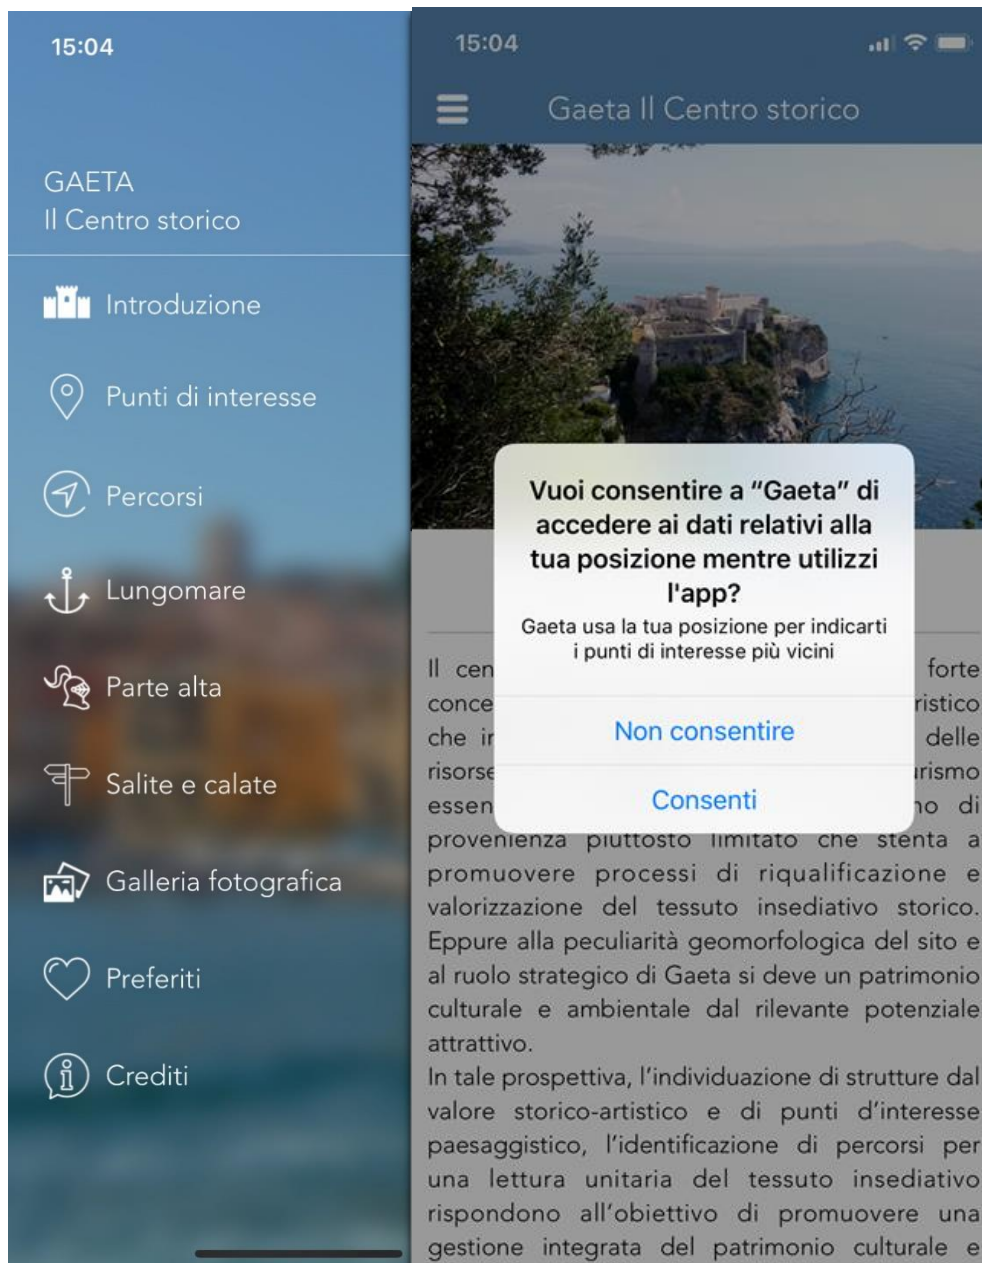 15:04
GAETA
Il Centro storico
Introduzione
Punti di interesse
Percorsi
Lungomare
Parte alta
Salite e calate
Galleria fotografica
Preferiti
Crediti
15:04
Gaeta Il Centro storico
Vuoi consentire a “Gaeta” di
accedere ai dati relativi alla
tua posizione mentre utilizzi
l'app?
Gaeta usa la tua posizione per indicarti
i punti di interesse più vicini
Non consentire
Consenti
Il forte
che delle
di
provenienza piuttosto limitato che stenta a
promuovere processi di riqualificazione e
valorizzazione del tessuto insediativo storico.
Eppure alla peculiarità geomorfologica del sito e
al ruolo strategico di Gaeta si deve un patrimonio
culturale e ambientale dal rilevante potenziale
attrattivo.
In tale prospettiva, l’individuazione di strutture dal
valore storico-artistico e di punti d’interesse
paesaggistico, l’identificazione di percorsi per
una lettura unitaria del tessuto insediativo
rispondono all’obiettivo di promuovere una
gestione integrata del patrimonio culturale e